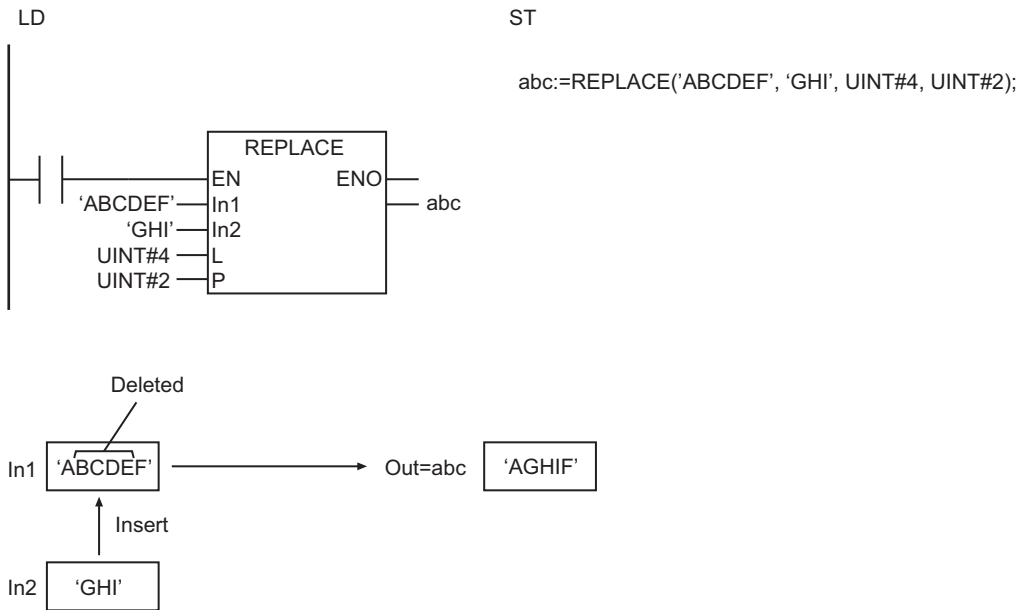 LD
ST
abc:=REPLACE('ABCDEF', 'GHI', UINT#4, UINT#2);
REPLACE
EN ENO
‘ABCDEF’ In1 abc
‘GHI’ In2
UINT#4 L
UINT#2 P
Deleted
In1 ‘ABCDEF’ Out=abc ‘AGHIF’
Insert
In2 ‘GHI’